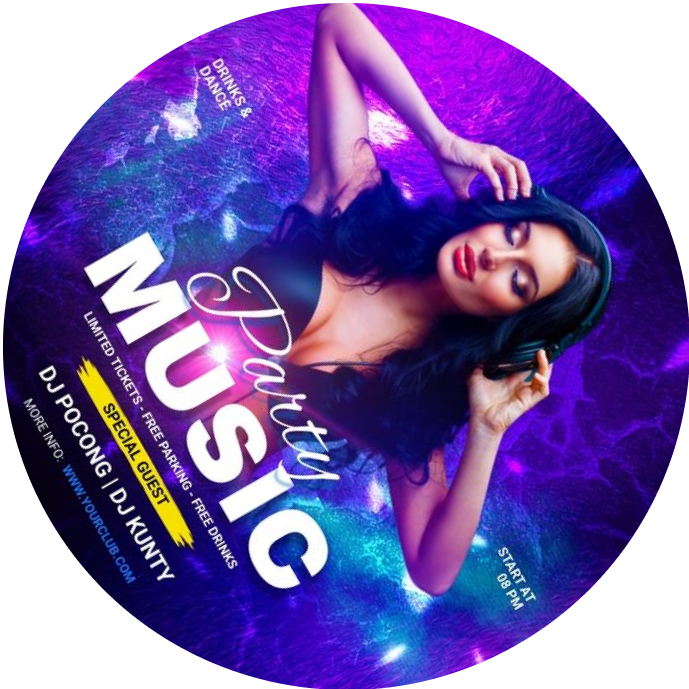 DRINKS &
DANCE
START AT
08 PM
Party
MUSIC
LIMITED TICKETS - FREE PARKING - FREE DRINKS
SPECIAL GUEST
DJ POCONG | DJ KUNTY
MORE INFO: WWW.YOURCLUB.COM